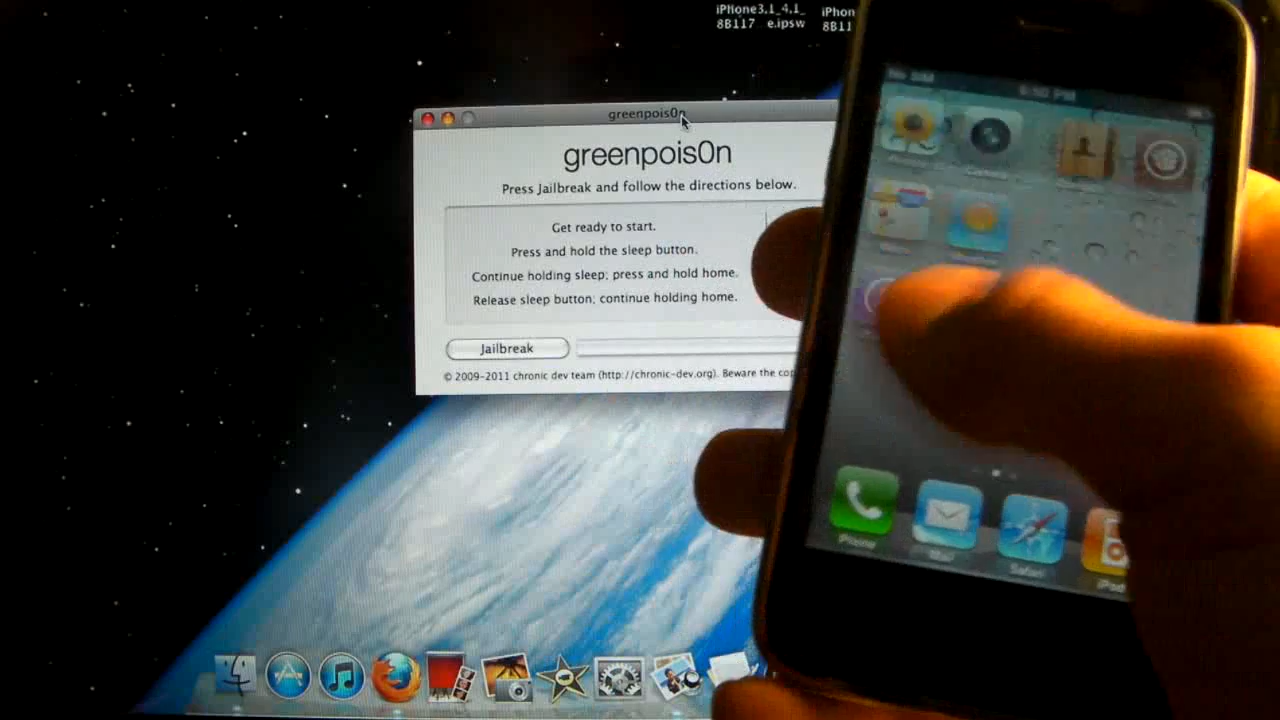 iPhone3,1_4.1_ iPhon
8B117 e.ipsw 8B11
greenpois0n
greenpois0n
Press Jailbreak and follow the directions below.
Get ready to start.
Press and hold the sleep button.
Continue holding sleep; press and hold home.
Release sleep button; continue holding home.
Jailbreak
© 2009-2011 chronic dev team (http://chronic-dev.org). Beware the cop
Phone
Mail
Safari
iPod